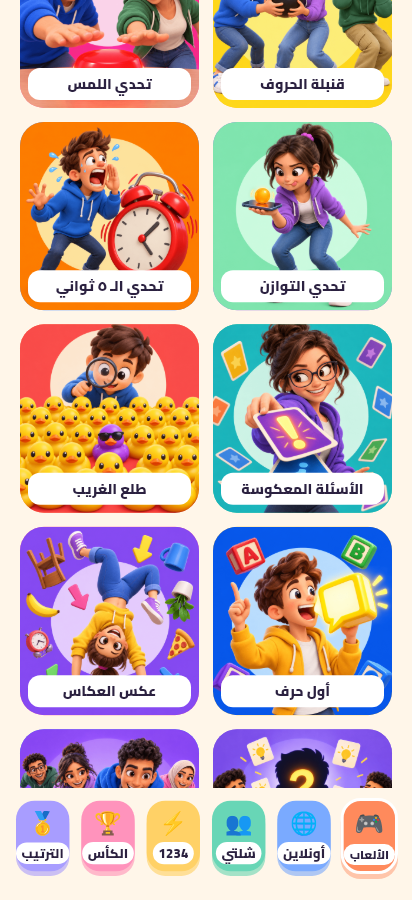 قنبلة الحروف
تحدي اللمس
تحدي التوازن
تحدي الـ ٥ ثواني
الأسئلة المعكوسة
طلع الغريب
A
B
أول حرف
عكس العكاس
?
الألعاب
أونلاين
شلتي
1234
الكأس
الترتيب